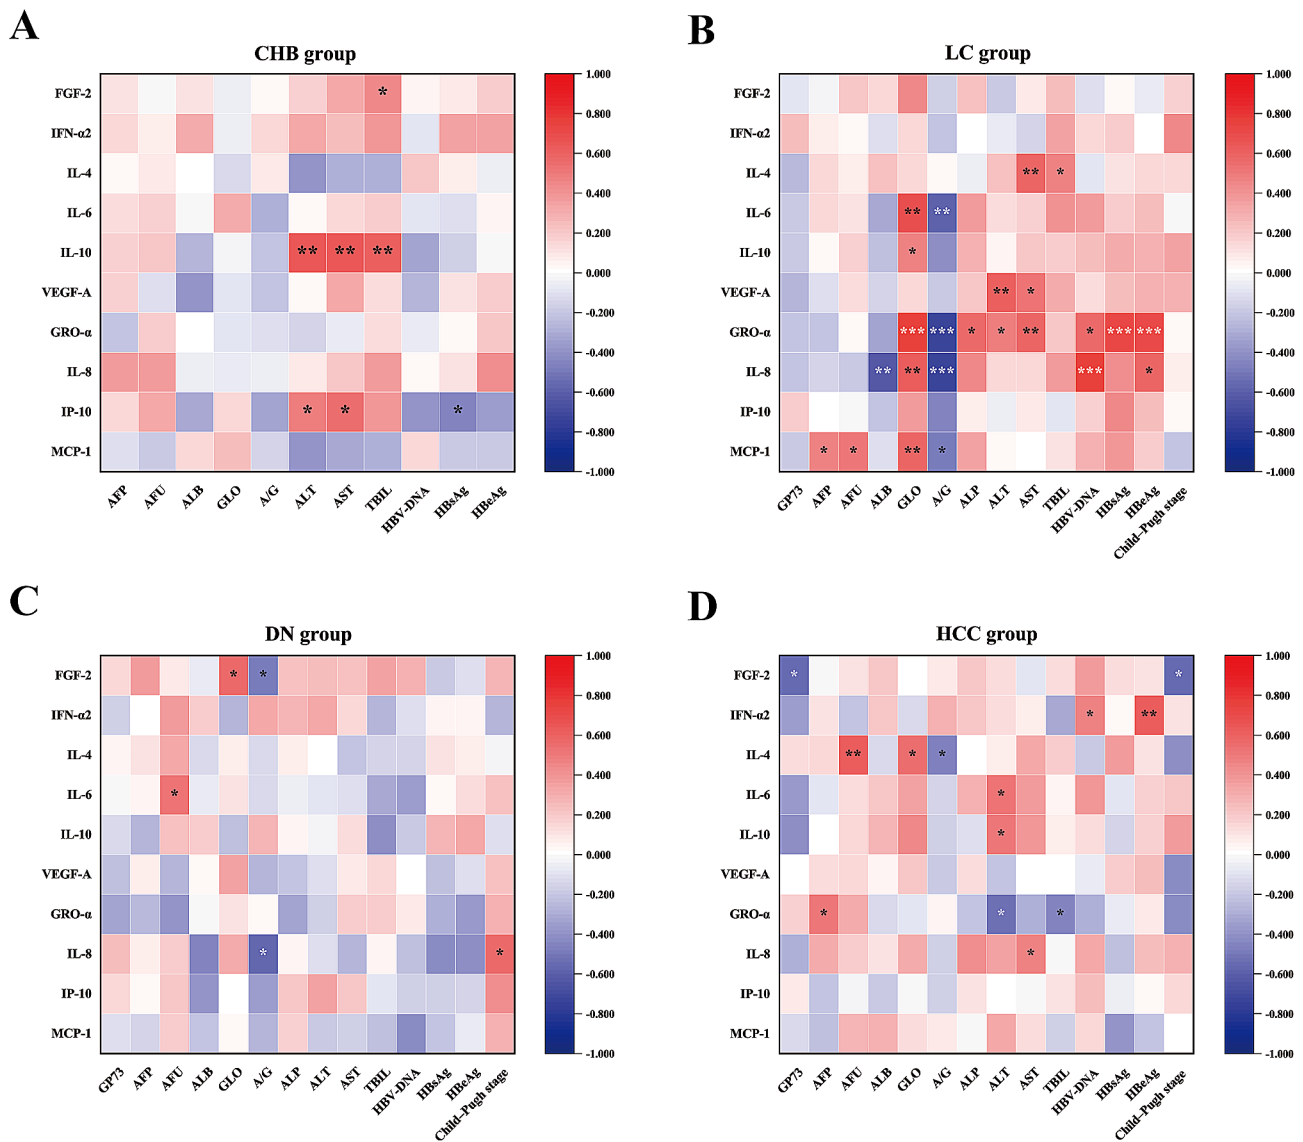 A
CHB group
FGF-2
IFN-α2
IL-4
IL-6
IL-10
VEGF-A
GRO-α
IL-8
IP-10
MCP-1
*
** ** **
* * *
AFP AFU ALB GLO A/G ALT AST TBIL HBV-DNA HBsAg HBeAg
1.000
0.800
0.600
0.400
0.200
0.000
-0.200
-0.400
-0.600
-0.800
-1.000
B
LC group
FGF-2
IFN-α2
IL-4
IL-6
IL-10
VEGF-A
GRO-α
IL-8
IP-10
MCP-1
** *
** **
*
** *
*** *** * * ** * *** ***
** ** *** *** *
* * ** *
GP73 AFP AFU ALB GLO A/G ALP ALT AST TBIL HBV-DNA HBsAg HBeAg Child–Pugh stage
1.000
0.800
0.600
0.400
0.200
0.000
-0.200
-0.400
-0.600
-0.800
-1.000
C
DN group
FGF-2
IFN-α2
IL-4
IL-6
IL-10
VEGF-A
GRO-α
IL-8
IP-10
MCP-1
* *
*
* *
GP73 AFP AFU ALB GLO A/G ALP ALT AST TBIL HBV-DNA HBsAg HBeAg Child–Pugh stage
1.000
0.800
0.600
0.400
0.200
0.000
-0.200
-0.400
-0.600
-0.800
-1.000
D
HCC group
FGF-2
IFN-α2
IL-4
IL-6
IL-10
VEGF-A
GRO-α
IL-8
IP-10
MCP-1
* *
* **
** * *
*
*
* * *
*
GP73 AFP AFU ALB GLO A/G ALP ALT AST TBIL HBV-DNA HBsAg HBeAg Child–Pugh stage
1.000
0.800
0.600
0.400
0.200
0.000
-0.200
-0.400
-0.600
-0.800
-1.000